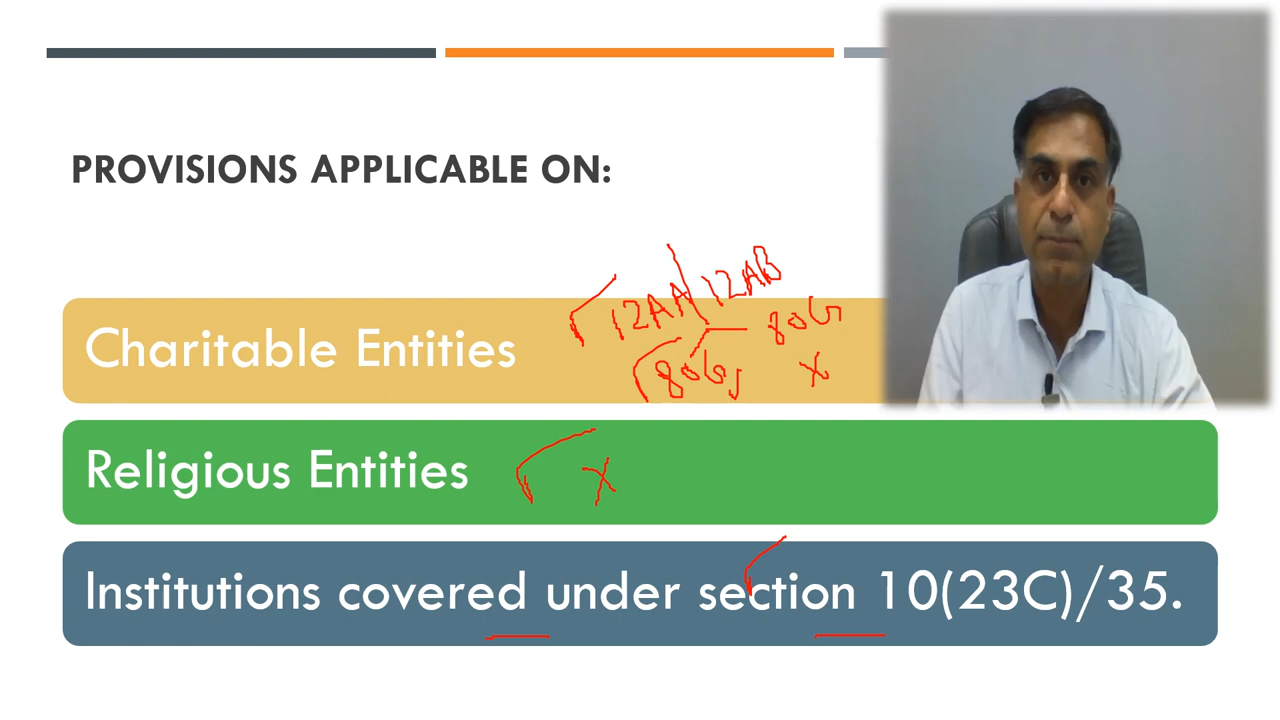 PROVISIONS APPLICABLE ON:
12AA/12AB
Charitable Entities
80G
80G
X
Religious Entities
X
Institutions covered under section 10(23C)/35.